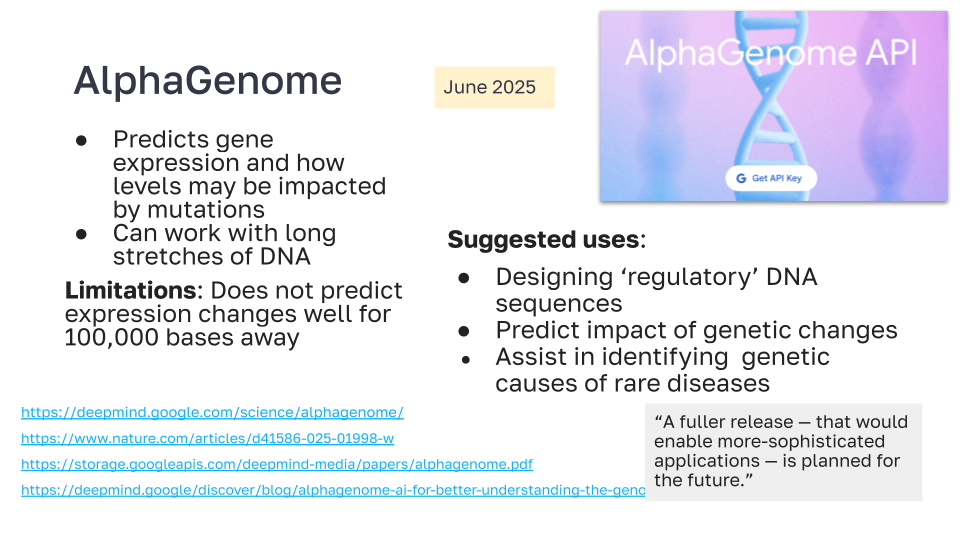 AlphaGenome
June 2025
AlphaGenome API
Get API Key
● Predicts gene
expression and how
levels may be impacted
by mutations
● Can work with long
stretches of DNA
Limitations: Does not predict
expression changes well for
100,000 bases away
Suggested uses:
● Designing ‘regulatory’ DNA
sequences
● Predict impact of genetic changes
● Assist in identifying  genetic
causes of rare diseases
https://deepmind.google.com/science/alphagenome/
https://www.nature.com/articles/d41586-025-01998-w
https://storage.googleapis.com/deepmind-media/papers/alphagenome.pdf
https://deepmind.google/discover/blog/alphagenome-ai-for-better-understanding-the-geno
“A fuller release — that would
enable more-sophisticated
applications — is planned for
the future.”